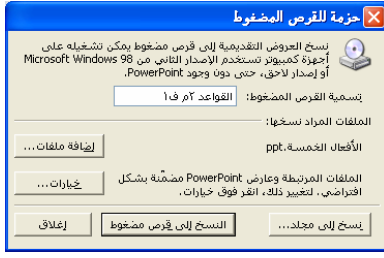 حزمة للقرص المضغوط
نسخ العروض التقديمية إلى قرص مضغوط يمكن تشغيله على
أجهزة كمبيوتر تستخدم الإصدار الثاني من Microsoft Windows 98
أو إصدار لاحق، حتى دون وجود PowerPoint.
تسمية القرص المضغوط: القواعد م٢ ف١
الملفات المراد نسخها:
الأفعال الخمسة.ppt إضافة ملفات...
الملفات المرتبطة وعارض PowerPoint مضمّنة بشكل
افتراضي. لتغيير ذلك، انقر فوق خيارات. خيارات...
نسخ إلى مجلد... النسخ إلى قرص مضغوط إغلاق